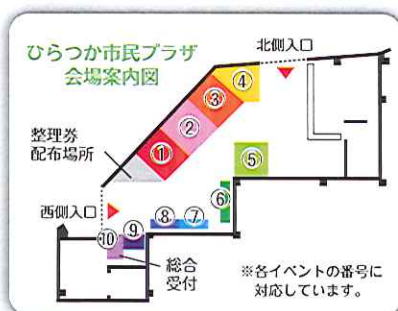 ひらつか市民プラザ
会場案内図
北側入口
④
③
②
①
整理券
配布場所
⑤
⑥
西側入口
⑧ ⑦
⑩ ⑨
総合
受付
※各イベントの番号に
対応しています。